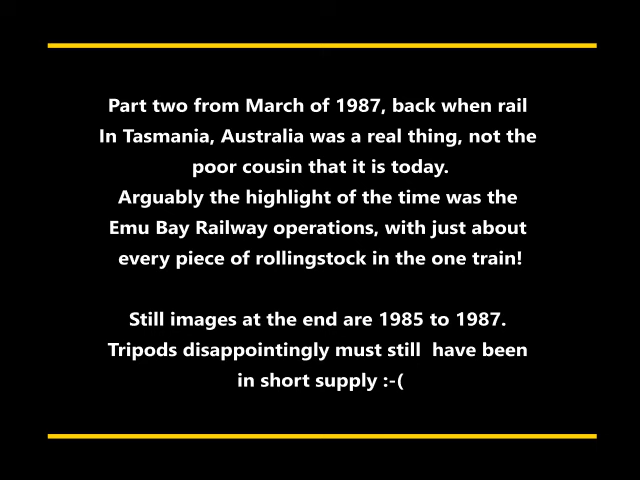 Part two from March of 1987, back when rail
In Tasmania, Australia was a real thing, not the
poor cousin that it is today.
Arguably the highlight of the time was the
Emu Bay Railway operations, with just about
every piece of rollingstock in the one train!
Still images at the end are 1985 to 1987.
Tripods disappointingly must still  have been
in short supply :-(